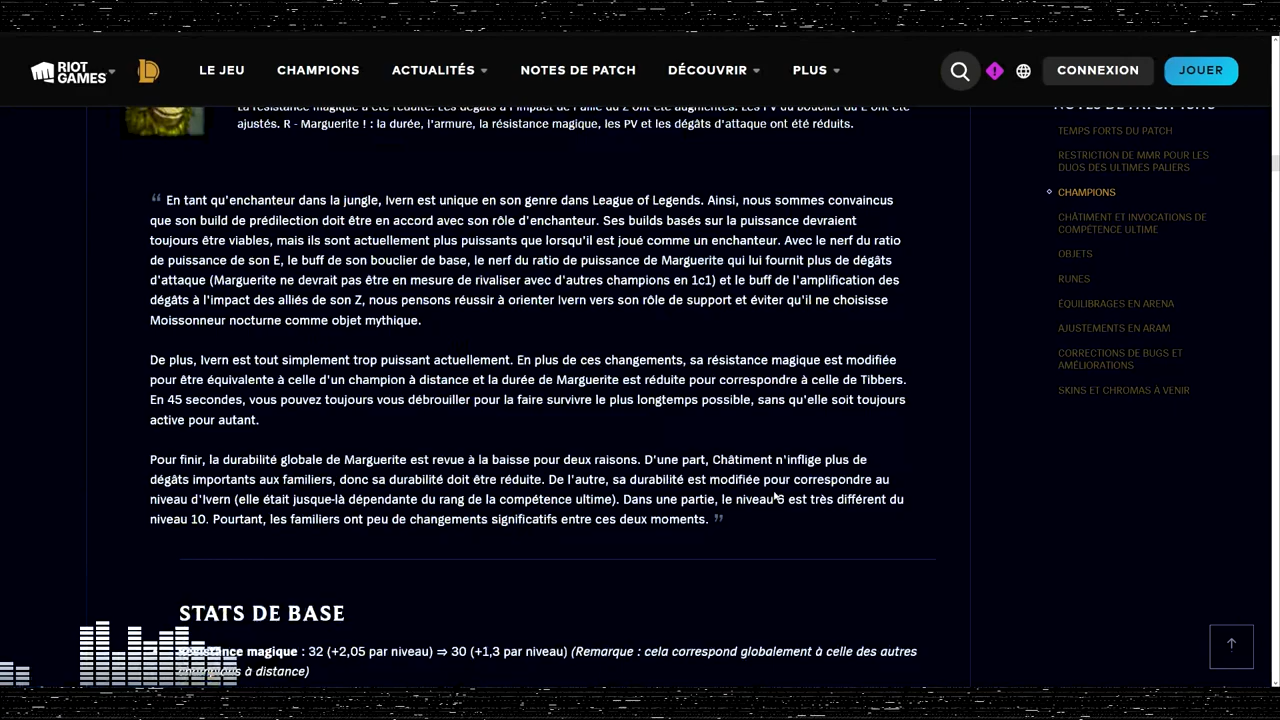 RIOT GAMES
LE JEU
CHAMPIONS
ACTUALITÉS
NOTES DE PATCH
DÉCOUVRIR
PLUS
CONNEXION
JOUER
La résistance magique a été réduite. Les dégâts à l'impact de l'allié du Z ont été augmentés. Les PV du bouclier du E ont été
ajustés. R - Marguerite ! : la durée, l'armure, la résistance magique, les PV et les dégâts d'attaque ont été réduits.
“ En tant qu'enchanteur dans la jungle, Ivern est unique en son genre dans League of Legends. Ainsi, nous sommes convaincus
que son build de prédilection doit être en accord avec son rôle d'enchanteur. Ses builds basés sur la puissance devraient
toujours être viables, mais ils sont actuellement plus puissants que lorsqu'il est joué comme un enchanteur. Avec le nerf du ratio
de puissance de son E, le buff de son bouclier de base, le nerf du ratio de puissance de Marguerite qui lui fournit plus de dégâts
d'attaque (Marguerite ne devrait pas être en mesure de rivaliser avec d'autres champions en 1c1) et le buff de l'amplification des
dégâts à l'impact des alliés de son Z, nous pensons réussir à orienter Ivern vers son rôle de support et éviter qu'il ne choisisse
Moissonneur nocturne comme objet mythique.
De plus, Ivern est tout simplement trop puissant actuellement. En plus de ces changements, sa résistance magique est modifiée
pour être équivalente à celle d'un champion à distance et la durée de Marguerite est réduite pour correspondre à celle de Tibbers.
En 45 secondes, vous pouvez toujours vous débrouiller pour la faire survivre le plus longtemps possible, sans qu'elle soit toujours
active pour autant.
Pour finir, la durabilité globale de Marguerite est revue à la baisse pour deux raisons. D'une part, Châtiment n'inflige plus de
dégâts importants aux familiers, donc sa durabilité doit être réduite. De l'autre, sa durabilité est modifiée pour correspondre au
niveau d'Ivern (elle était jusque-là dépendante du rang de la compétence ultime). Dans une partie, le niveau 6 est très différent du
niveau 10. Pourtant, les familiers ont peu de changements significatifs entre ces deux moments. ”
STATS DE BASE
Résistance magique : 32 (+2,05 par niveau) ⇒ 30 (+1,3 par niveau) (Remarque : cela correspond globalement à celle des autres
champions à distance)
TEMPS FORTS DU PATCH
RESTRICTION DE MMR POUR LES
DUOS DES ULTIMES PALIERS
CHAMPIONS
CHÂTIMENT ET INVOCATIONS DE
COMPÉTENCE ULTIME
OBJETS
RUNES
ÉQUILIBRAGES EN ARENA
AJUSTEMENTS EN ARAM
CORRECTIONS DE BUGS ET
AMÉLIORATIONS
SKINS ET CHROMAS À VENIR